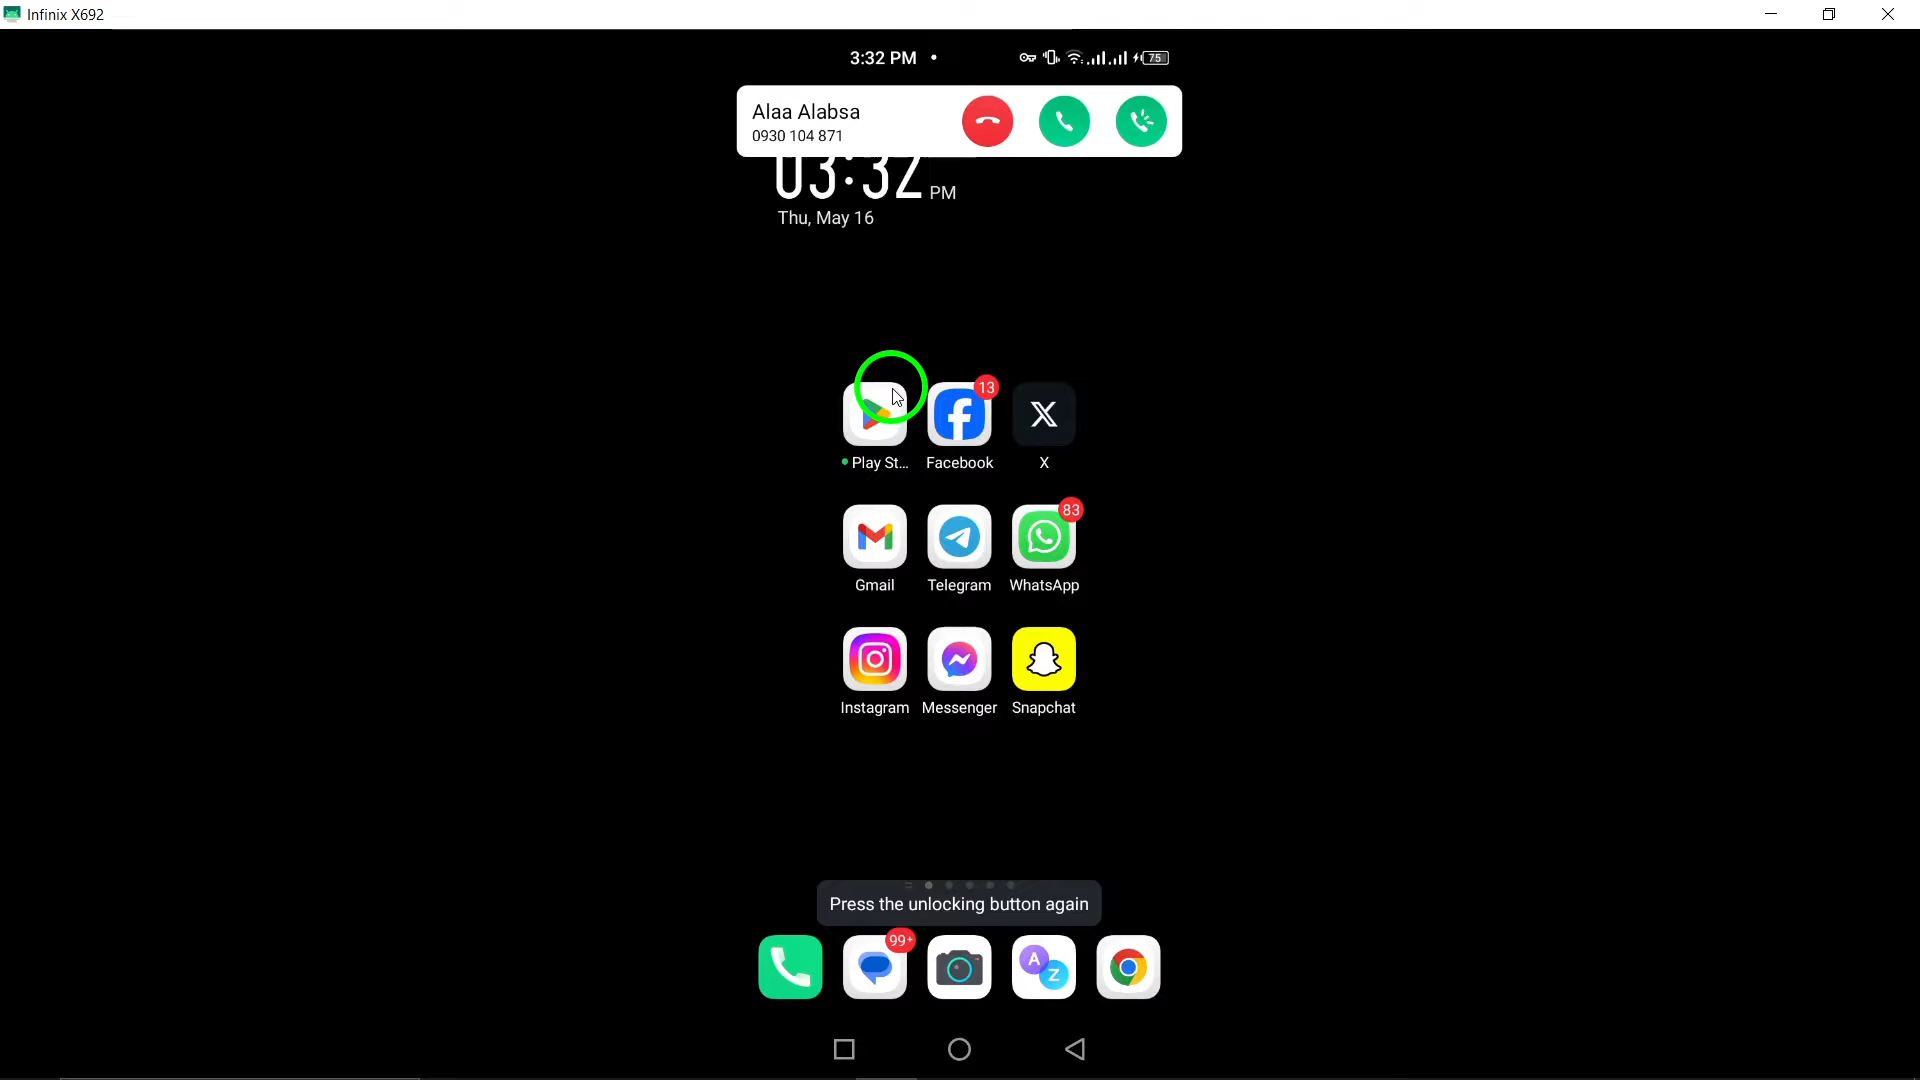 Infinix X692
3:32 PM
75
Alaa Alabsa
0930 104 871
03:32 PM
Thu, May 16
13
Play St... Facebook X
83
Gmail Telegram WhatsApp
Instagram Messenger Snapchat
Press the unlocking button again
99+
A
Z